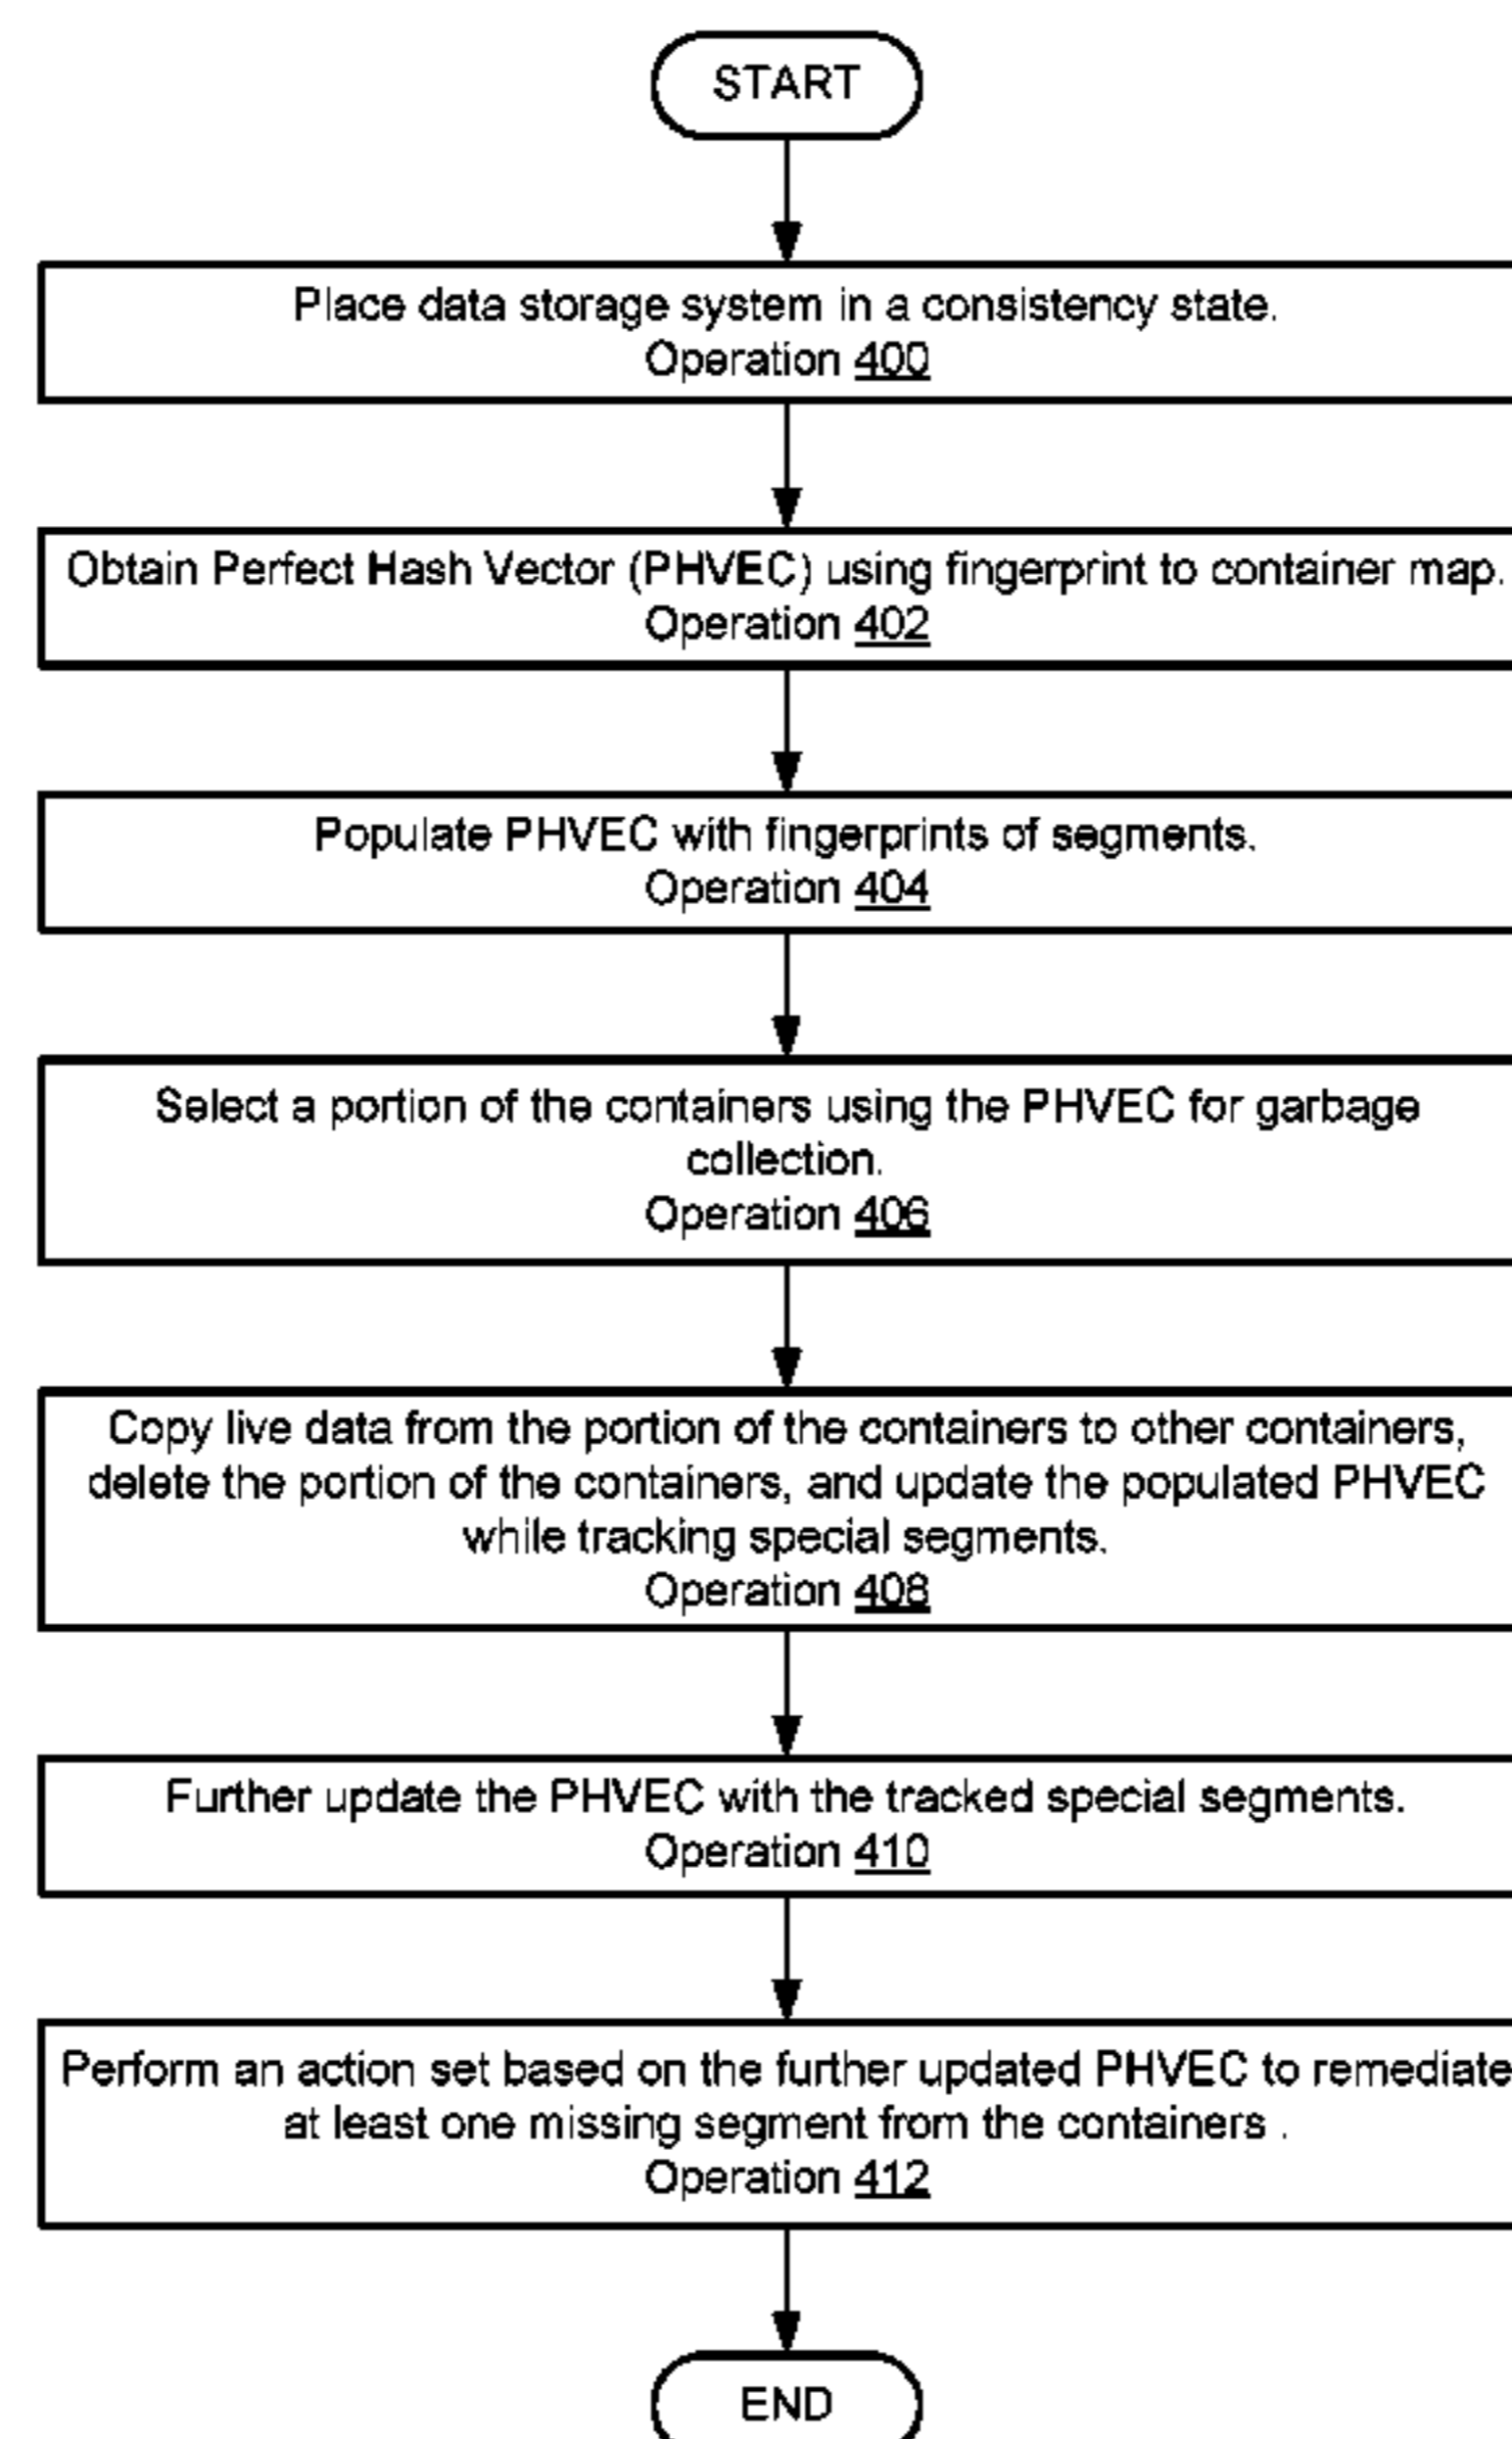 START
Place data storage system in a consistency state.
Operation 400
Obtain Perfect Hash Vector (PHVEC) using fingerprint to container map.
Operation 402
Populate PHVEC with fingerprints of segments.
Operation 404
Select a portion of the containers using the PHVEC for garbage
collection.
Operation 406
Copy live data from the portion of the containers to other containers,
delete the portion of the containers, and update the populated PHVEC
while tracking special segments.
Operation 408
Further update the PHVEC with the tracked special segments.
Operation 410
Perform an action set based on the further updated PHVEC to remediate
at least one missing segment from the containers .
Operation 412
END